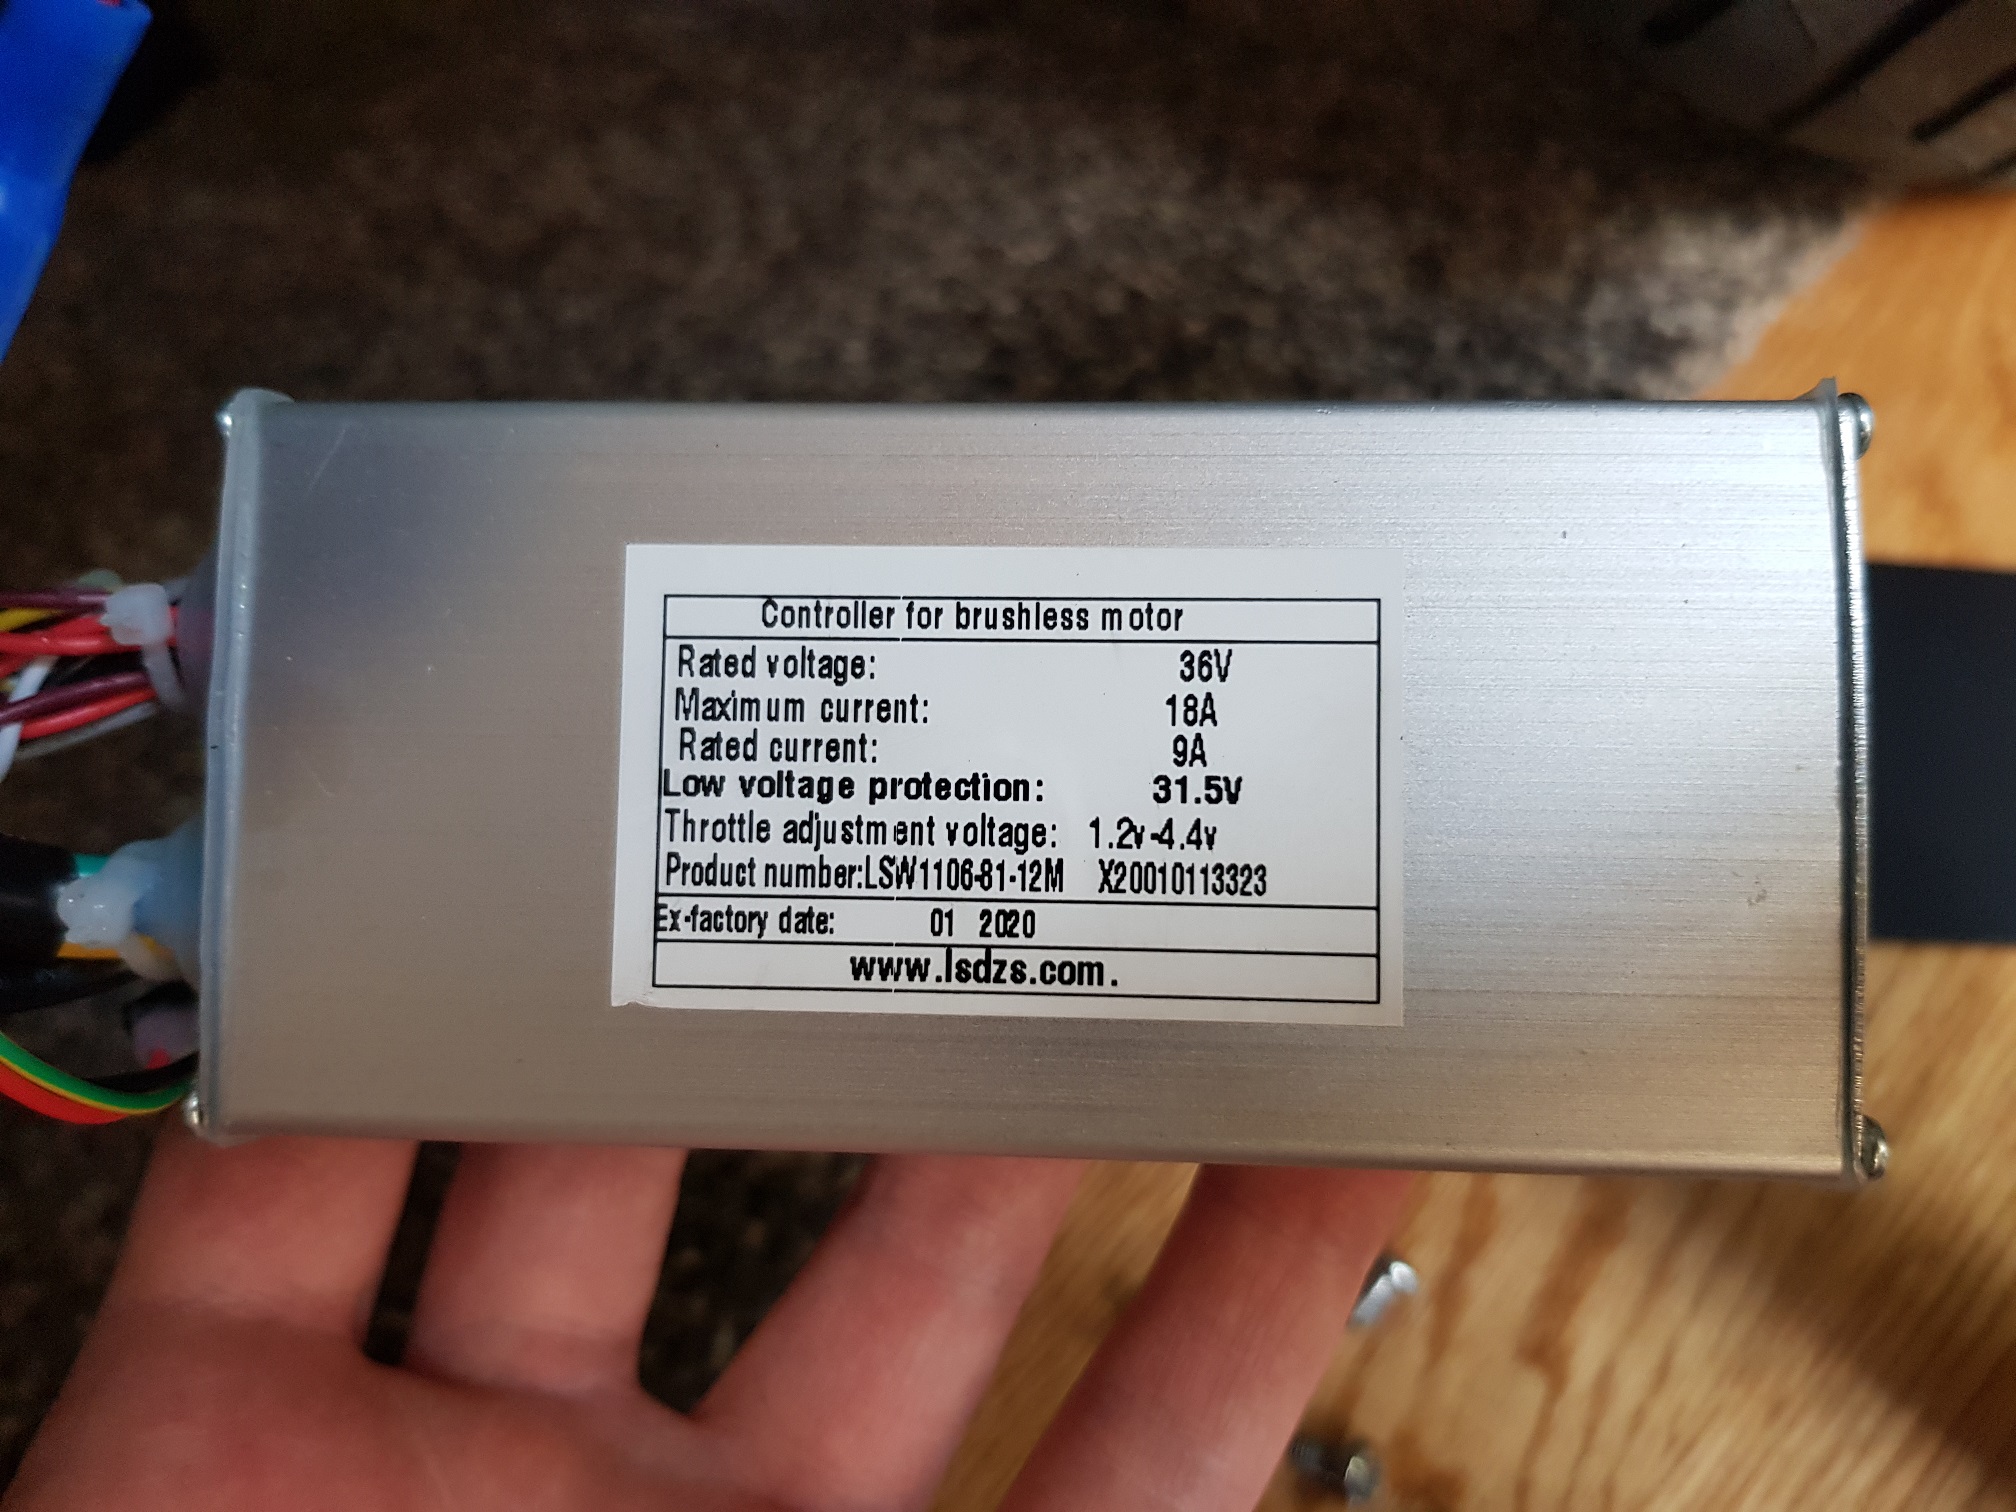 Controller for brushless motor
Rated voltage: 36V
Maximum current: 18A
Rated current: 9A
Low voltage protection: 31.5V
Throttle adjustment voltage: 1.2v-4.4v
Product number:LSW1106-81-12M X20010113323
Ex-factory date: 01 2020
www.lsdzs.com.